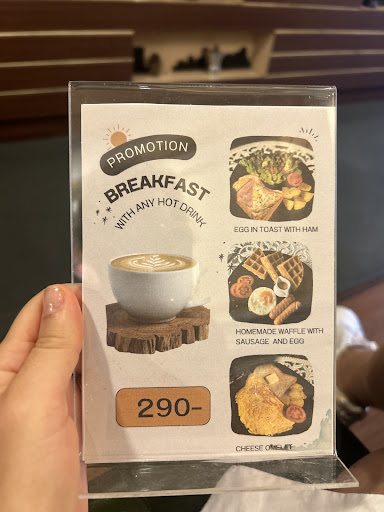 PROMOTION
BREAKFAST
WITH ANY HOT DRINK
EGG IN TOAST WITH HAM
HOMEMADE WAFFLE WITH
SAUSAGE AND EGG
290-
CHEESE OMELET